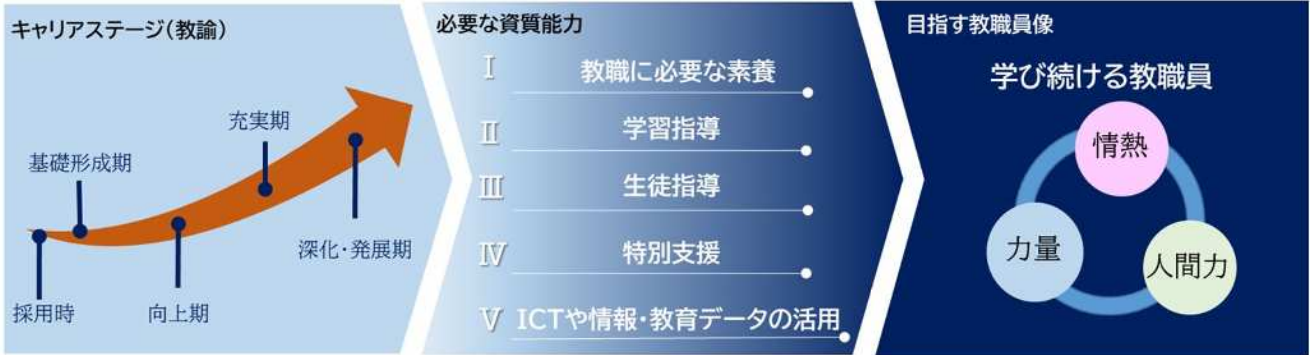 キャリアステージ(教諭)
充実期
基礎形成期
深化・発展期
採用時
向上期
必要な資質能力
Ⅰ 教職に必要な素養
Ⅱ 学習指導
Ⅲ 生徒指導
Ⅳ 特別支援
Ⅴ ICTや情報・教育データの活用
目指す教職員像
学び続ける教職員
情熱
力量
人間力